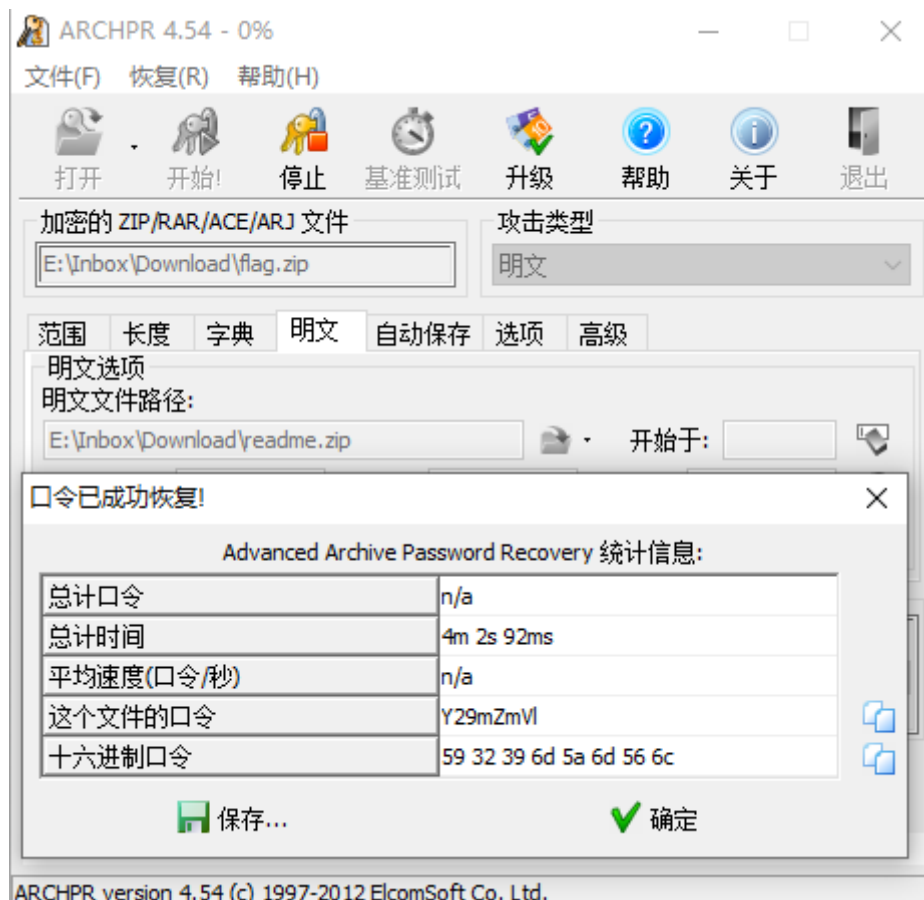 ARCHPR 4.54 - 0%
文件(F) 恢复(R) 帮助(H)
打开 开始! 停止 基准测试 升级 帮助 关于 退出
加密的 ZIP/RAR/ACE/ARJ 文件 攻击类型
E:\Inbox\Download\flag.zip 明文
范围 长度 字典 明文 自动保存 选项 高级
明文选项
明文文件路径:
E:\Inbox\Download\readme.zip 开始于:
口令已成功恢复!
Advanced Archive Password Recovery 统计信息:
总计口令 n/a
总计时间 4m 2s 92ms
平均速度(口令/秒) n/a
这个文件的口令 Y29mZmVl
十六进制口令 59 32 39 6d 5a 6d 56 6c
保存... 确定
ARCHPR version 4.54 (c) 1997-2012 ElcomSoft Co. Ltd.